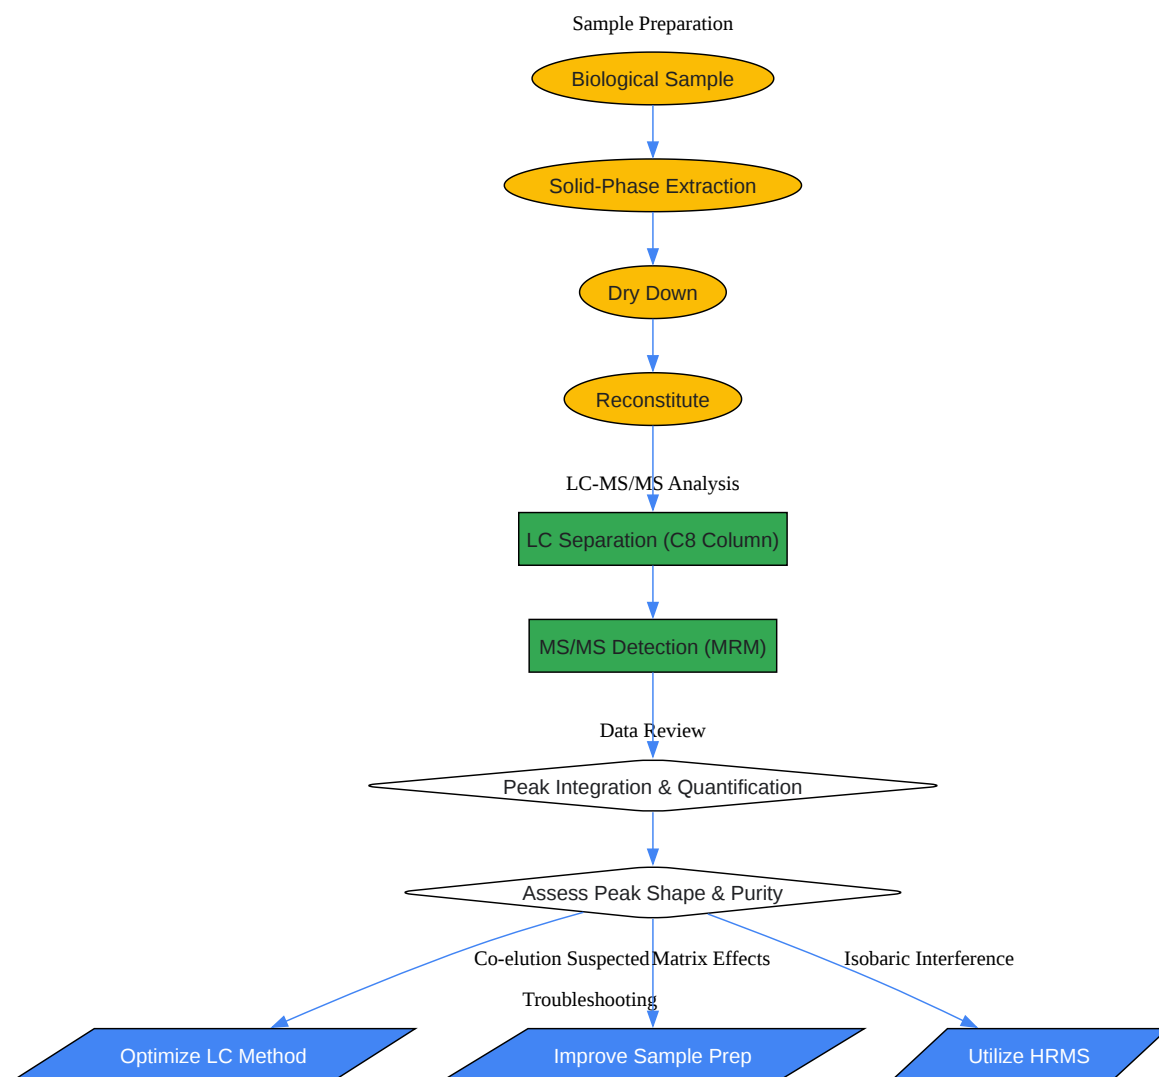 Sample Preparation
Biological Sample
Solid-Phase Extraction
Dry Down
Reconstitute
LC-MS/MS Analysis
LC Separation (C8 Column)
MS/MS Detection (MRM)
Data Review
Peak Integration & Quantification
Assess Peak Shape & Purity
Co-elution Suspected
Matrix Effects
Isobaric Interference
Troubleshooting
Optimize LC Method
Improve Sample Prep
Utilize HRMS